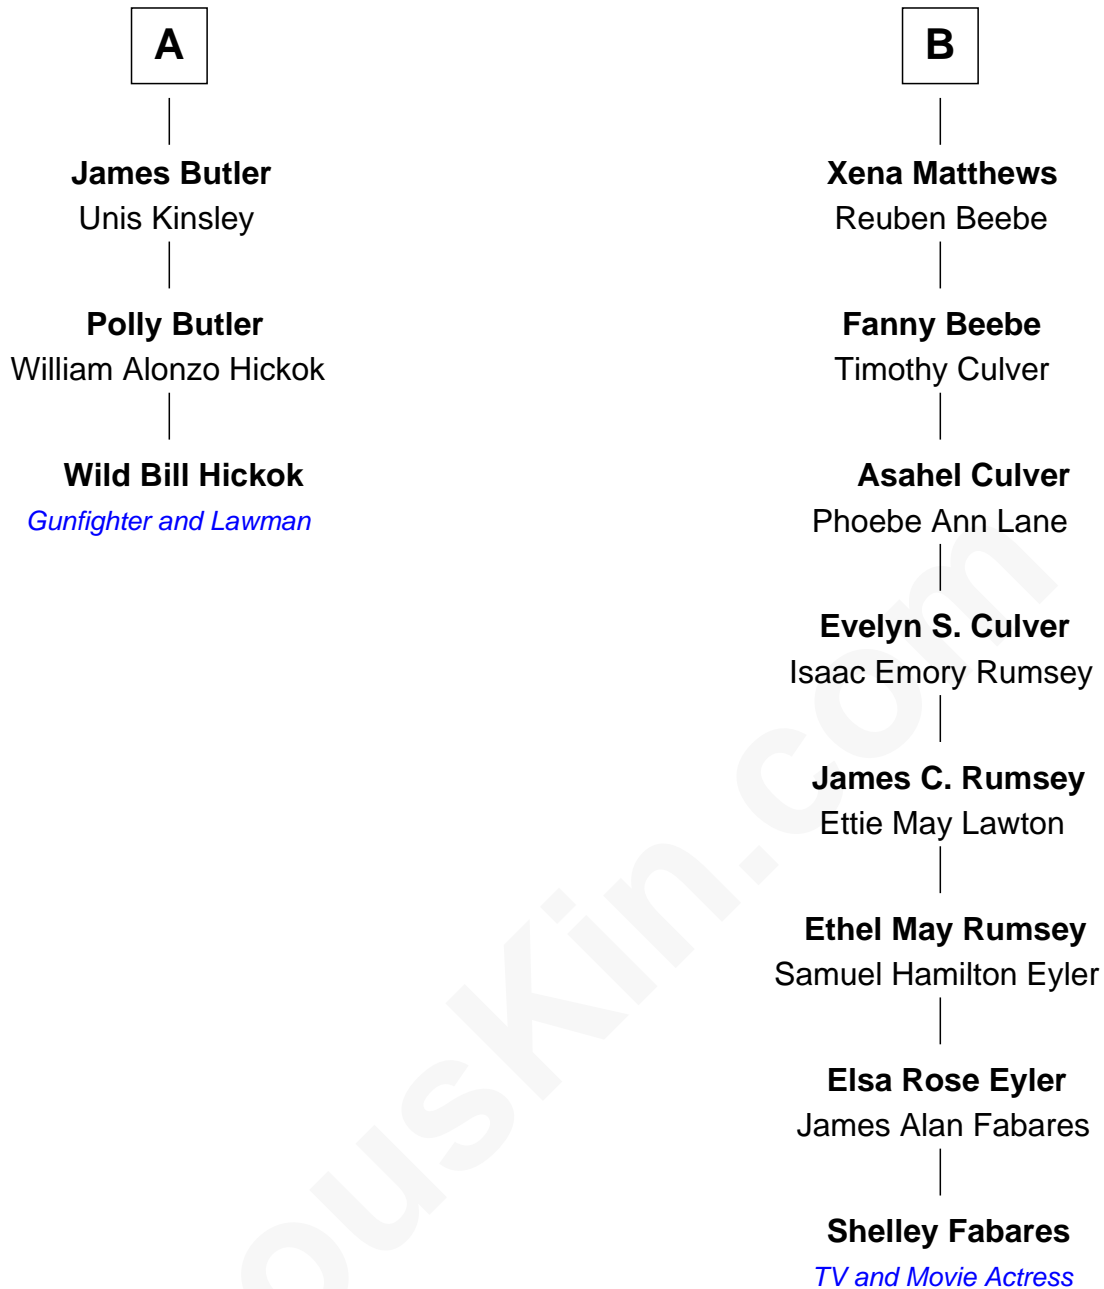 A
James Butler
Unis Kinsley
Polly Butler
William Alonzo Hickok
Wild Bill Hickok
Gunfighter and Lawman
B
Xena Matthews
Reuben Beebe
Fanny Beebe
Timothy Culver
Asahel Culver
Phoebe Ann Lane
Evelyn S. Culver
Isaac Emory Rumsey
James C. Rumsey
Ettie May Lawton
Ethel May Rumsey
Samuel Hamilton Eyler
Elsa Rose Eyler
James Alan Fabares
Shelley Fabares
TV and Movie Actress
ousKin.com